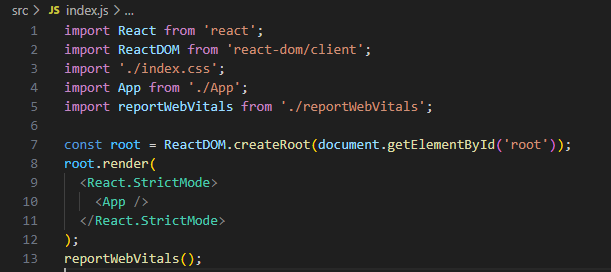 src > JS index.js > ...
1 import React from 'react';
2 import ReactDOM from 'react-dom/client';
3 import './index.css';
4 import App from './App';
5 import reportWebVitals from './reportWebVitals';
6
7 const root = ReactDOM.createRoot(document.getElementById('root'));
8 root.render(
9   <React.StrictMode>
10     <App />
11   </React.StrictMode>
12 );
13 reportWebVitals();